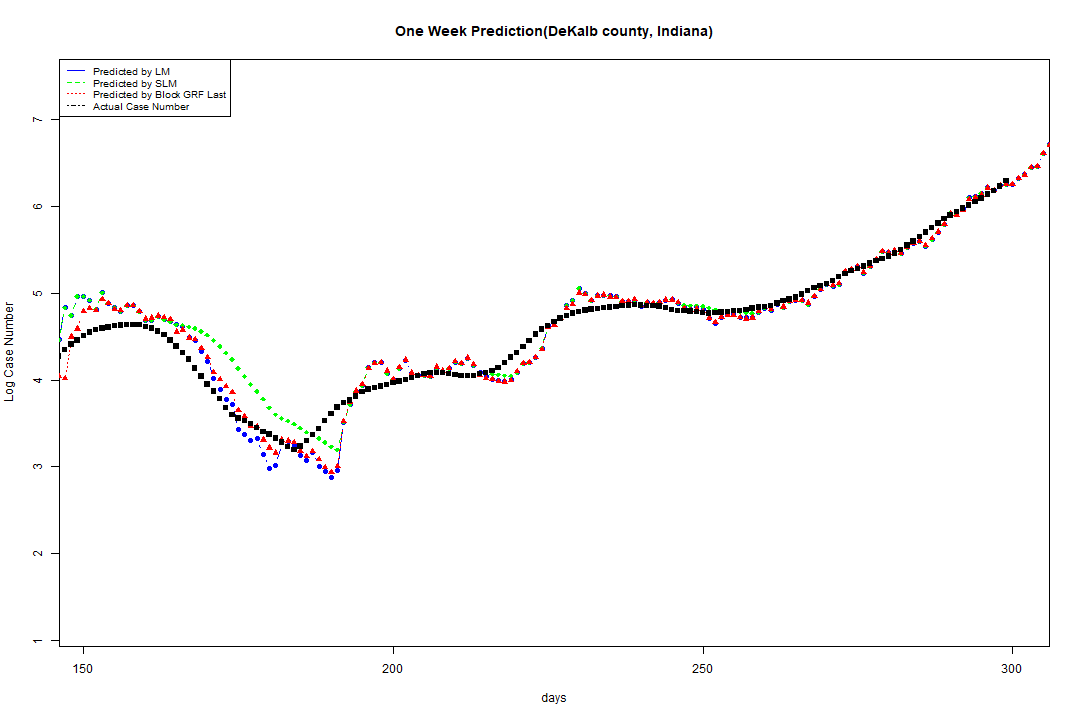 One Week Prediction(DeKalb county, Indiana)
Predicted by LM
Predicted by SLM
Predicted by Block GRF Last
Actual Case Number
Log Case Number
7
6
5
4
3
2
1
150 200 250 300
days